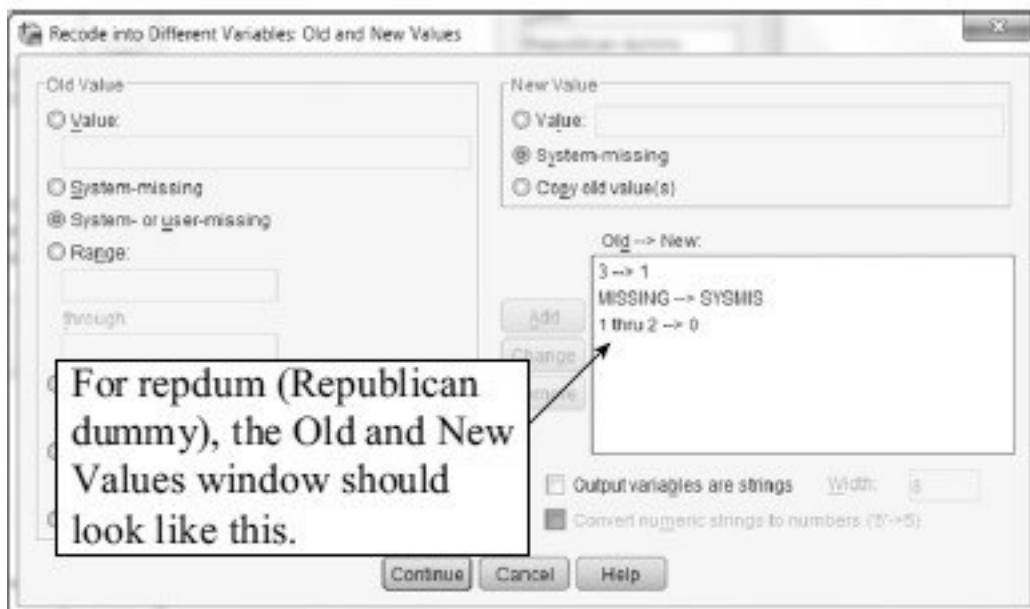 Recode into Different Variables: Old and New Values
Old Value
Value:
System-missing
System- or user-missing
Range:
through
New Value
Value:
System-missing
Copy old value(s)
Old --> New:
3 --> 1
MISSING --> SYSMIS
1 thru 2 --> 0
Add
Change
For repdum (Republican
dummy), the Old and New
Values window should
look like this.
Output variables are strings
Width:
8
Convert numeric strings to numbers ('5'->5)
Continue
Cancel
Help